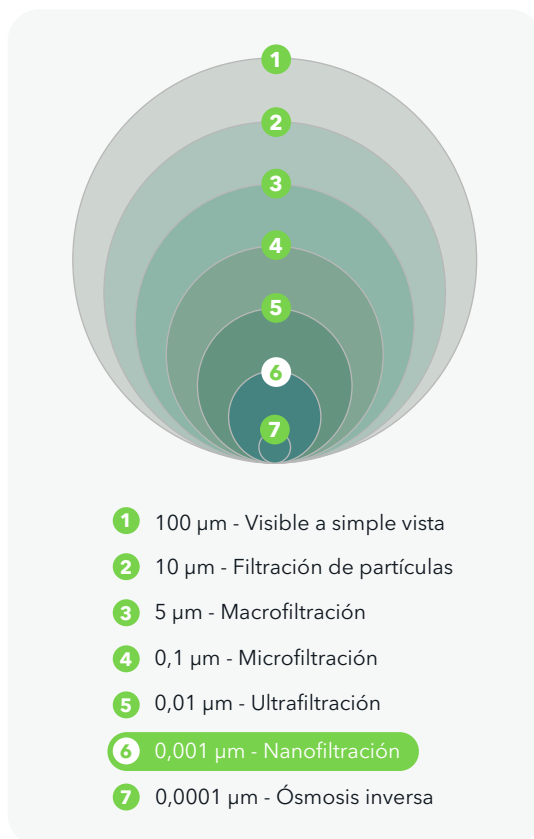 1
2
3
4
5
6
7
1 100 µm - Visible a simple vista
2 10 µm - Filtración de partículas
3 5 µm - Macrofiltración
4 0,1 µm - Microfiltración
5 0,01 µm - Ultrafiltración
6 0,001 µm - Nanofiltración
7 0,0001 µm - Ósmosis inversa